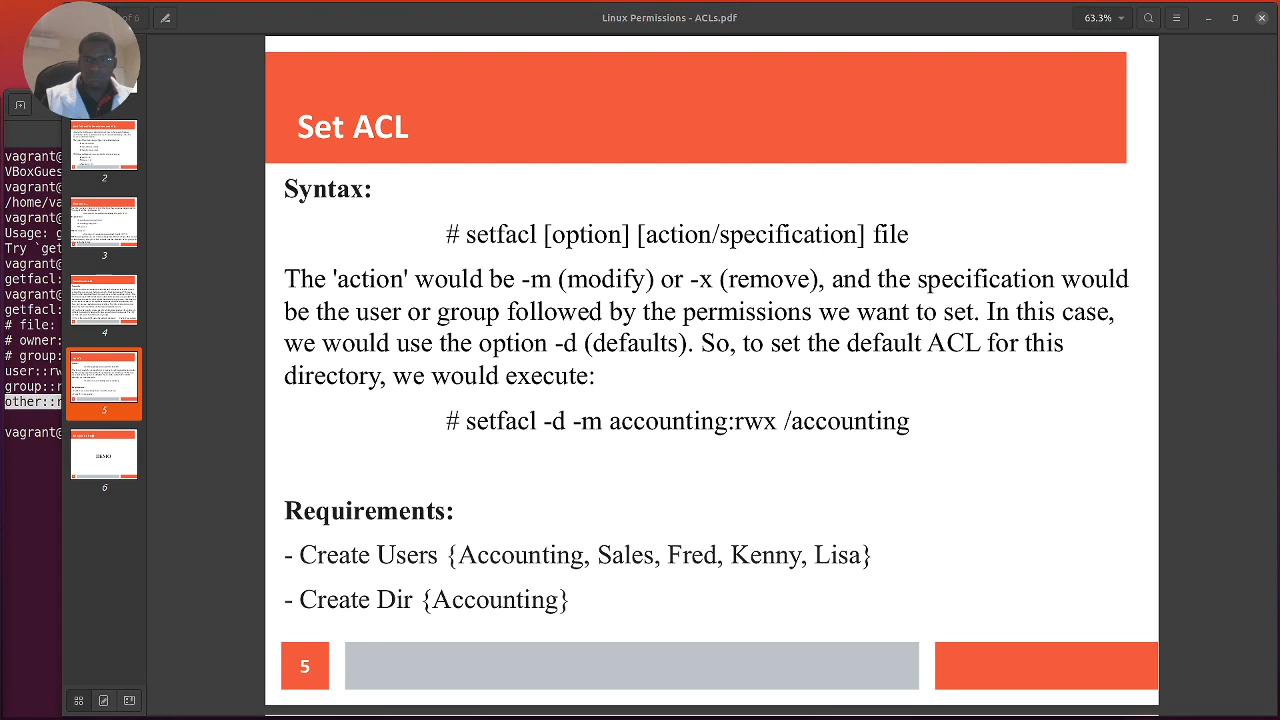 of 6
Linux Permissions - ACLs.pdf
63.3%
Set ACL
Syntax:
# setfacl [option] [action/specification] file
The 'action' would be -m (modify) or -x (remove), and the specification would
be the user or group followed by the permissions we want to set. In this case,
we would use the option -d (defaults). So, to set the default ACL for this
directory, we would execute:
# setfacl -d -m accounting:rwx /accounting
Requirements:
- Create Users {Accounting, Sales, Fred, Kenny, Lisa}
- Create Dir {Accounting}
5
vagrant@
VBoxGues
vagrant@
/home/va
vagrant@
Usage: g
Try `get
vagrant@
getfacl:
vagrant@
getfacl:
# file:
# owner:
# group:
user::rw
group::r
other::r
vagrant@
2
3
4
5
DEMO
6